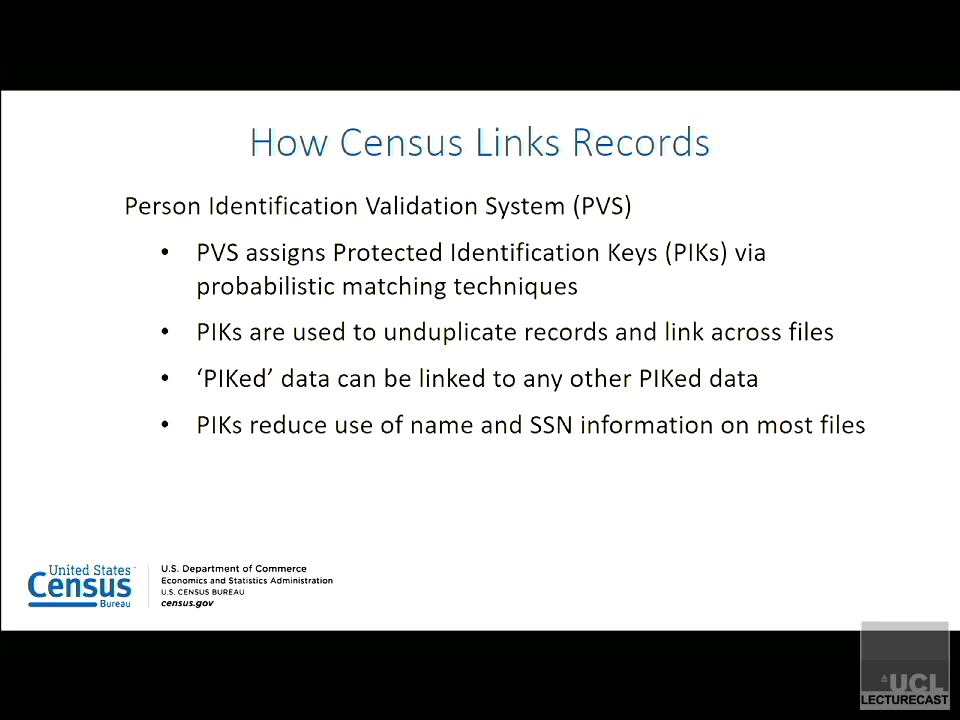 How Census Links Records
Person Identification Validation System (PVS)
• PVS assigns Protected Identification Keys (PIKs) via
probabilistic matching techniques
• PIKs are used to unduplicate records and link across files
• ‘PIKed’ data can be linked to any other PIKed data
• PIKs reduce use of name and SSN information on most files
United States™
Census
Bureau
U.S. Department of Commerce
Economics and Statistics Administration
U.S. CENSUS BUREAU
census.gov
UCL
LECTURECAST